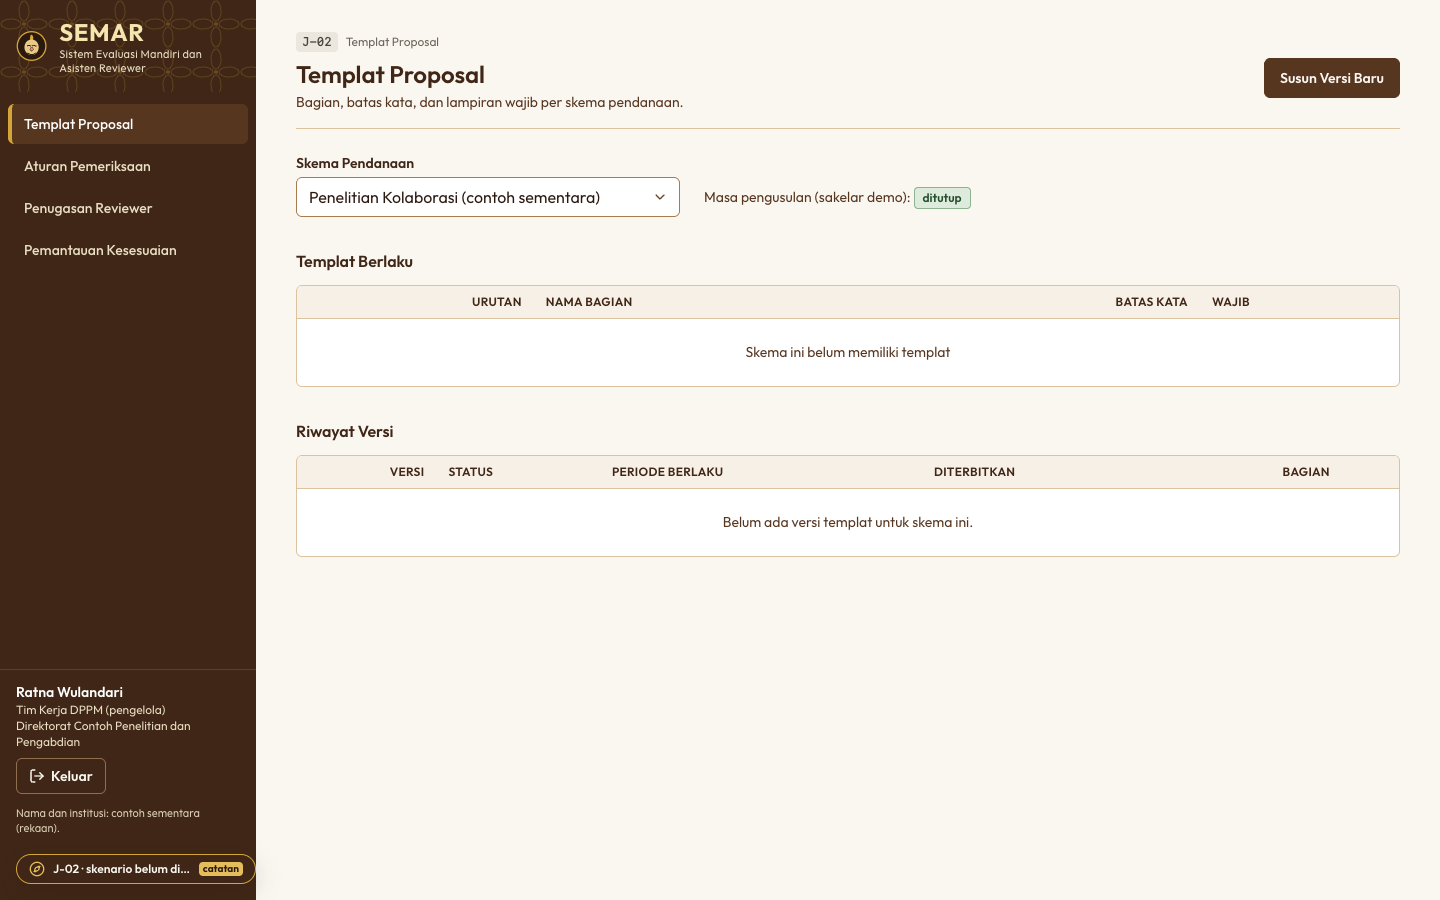 SEMAR
Sistem Evaluasi Mandiri dan
Asisten Reviewer
Templat Proposal
Aturan Pemeriksaan
Penugasan Reviewer
Pemantauan Kesesuaian
Ratna Wulandari
Tim Kerja DPPM (pengelola)
Direktorat Contoh Penelitian dan
Pengabdian
Keluar
Nama dan institusi: contoh sementara
(rekaan).
J-02 · skenario belum di... catatan
J-02 Templat Proposal
Templat Proposal
Bagian, batas kata, dan lampiran wajib per skema pendanaan.
Susun Versi Baru
Skema Pendanaan
Penelitian Kolaborasi (contoh sementara)
Masa pengusulan (sakelar demo): ditutup
Templat Berlaku
URUTAN NAMA BAGIAN BATAS KATA WAJIB
Skema ini belum memiliki templat
Riwayat Versi
VERSI STATUS PERIODE BERLAKU DITERBITKAN BAGIAN
Belum ada versi templat untuk skema ini.